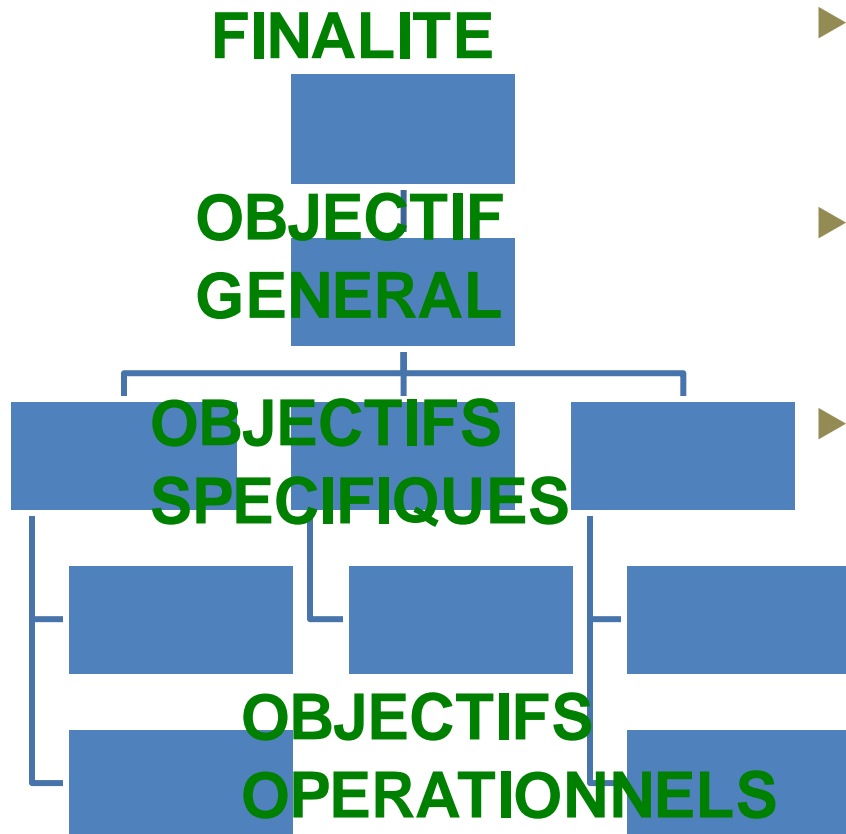 FINALITE
OBJECTIF
GENERAL
OBJECTIFS
SPECIFIQUES
OBJECTIFS
OPERATIONNELS